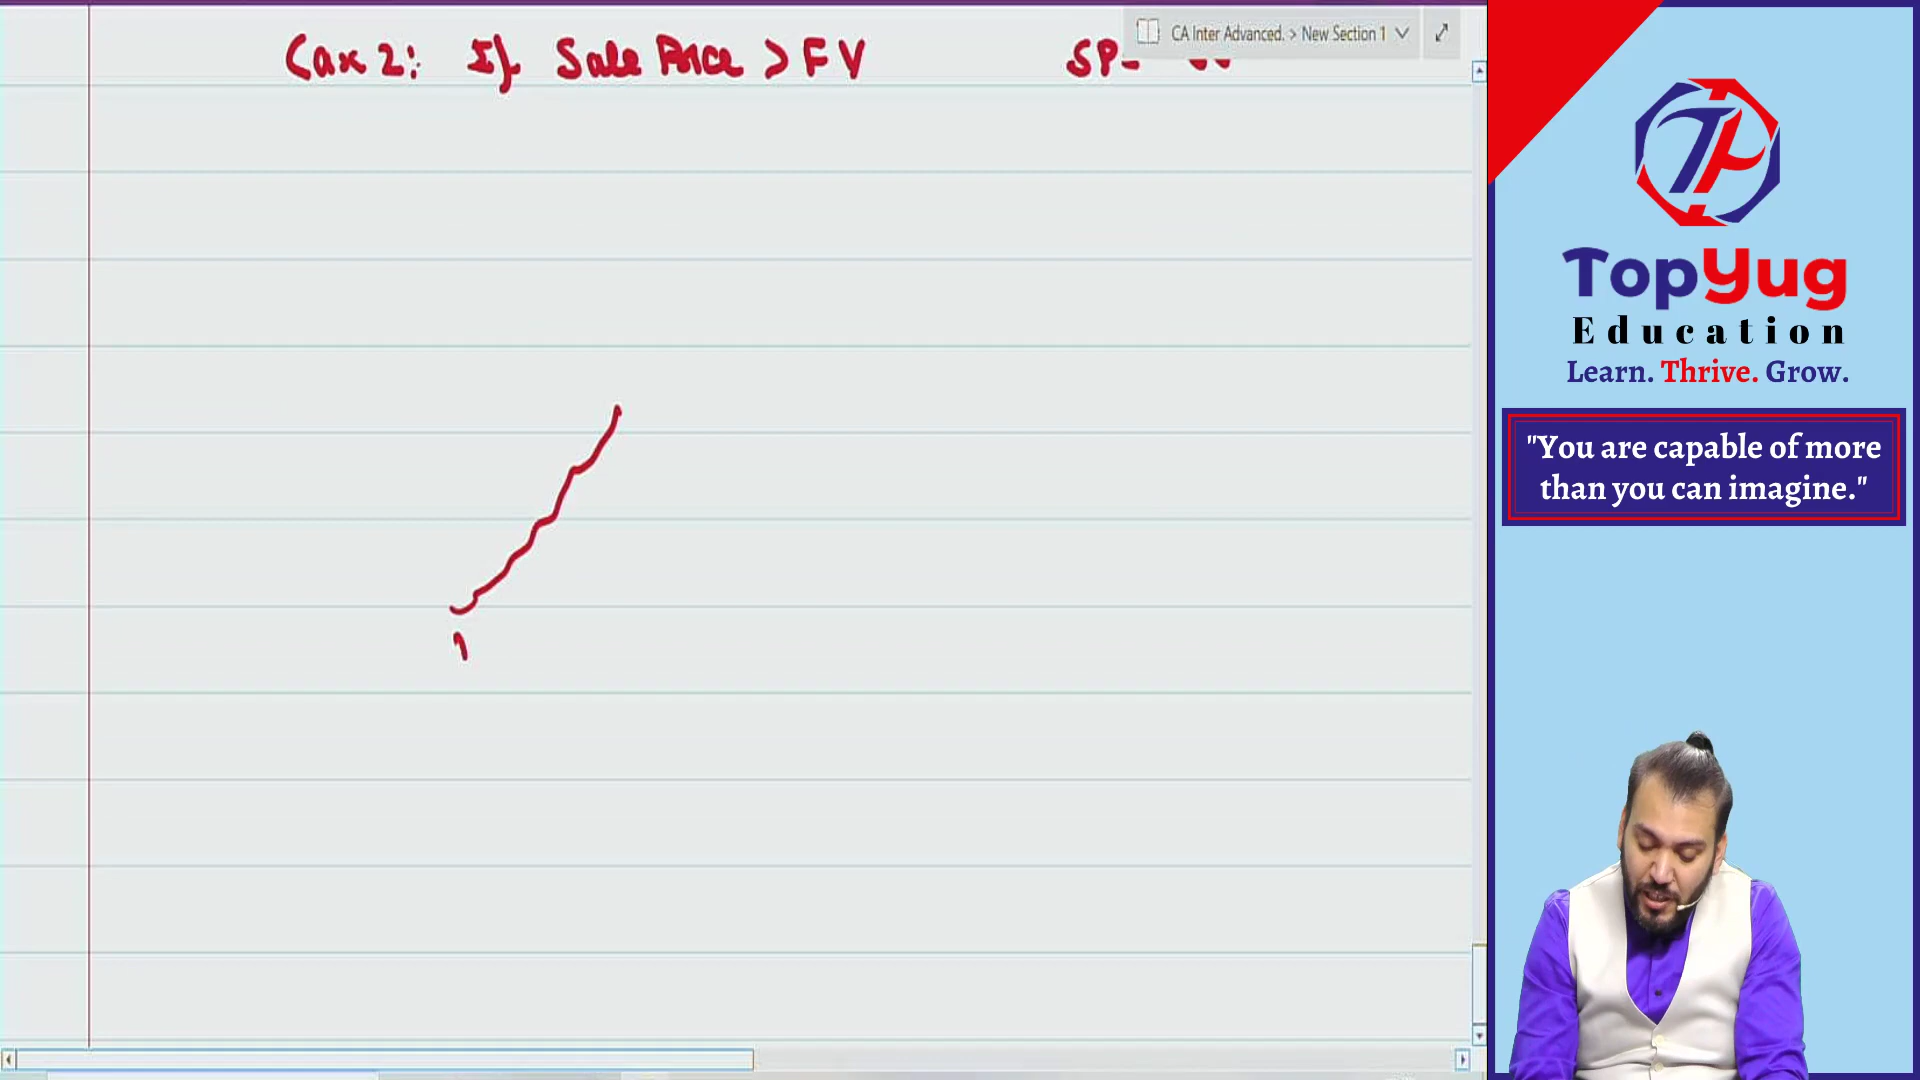 Case 2: If Sale Price > FV SP-
CA Inter Advanced. > New Section 1
1
TopYug
Education
Learn. Thrive. Grow.
"You are capable of more
than you can imagine."